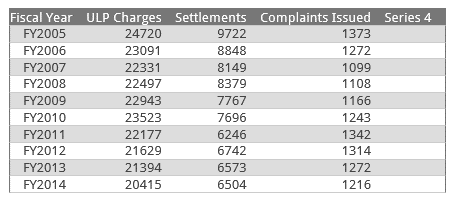 Fiscal Year ULP Charges Settlements Complaints Issued Series 4
FY2005 24720 9722 1373
FY2006 23091 8848 1272
FY2007 22331 8149 1099
FY2008 22497 8379 1108
FY2009 22943 7767 1166
FY2010 23523 7696 1243
FY2011 22177 6246 1342
FY2012 21629 6742 1314
FY2013 21394 6573 1272
FY2014 20415 6504 1216